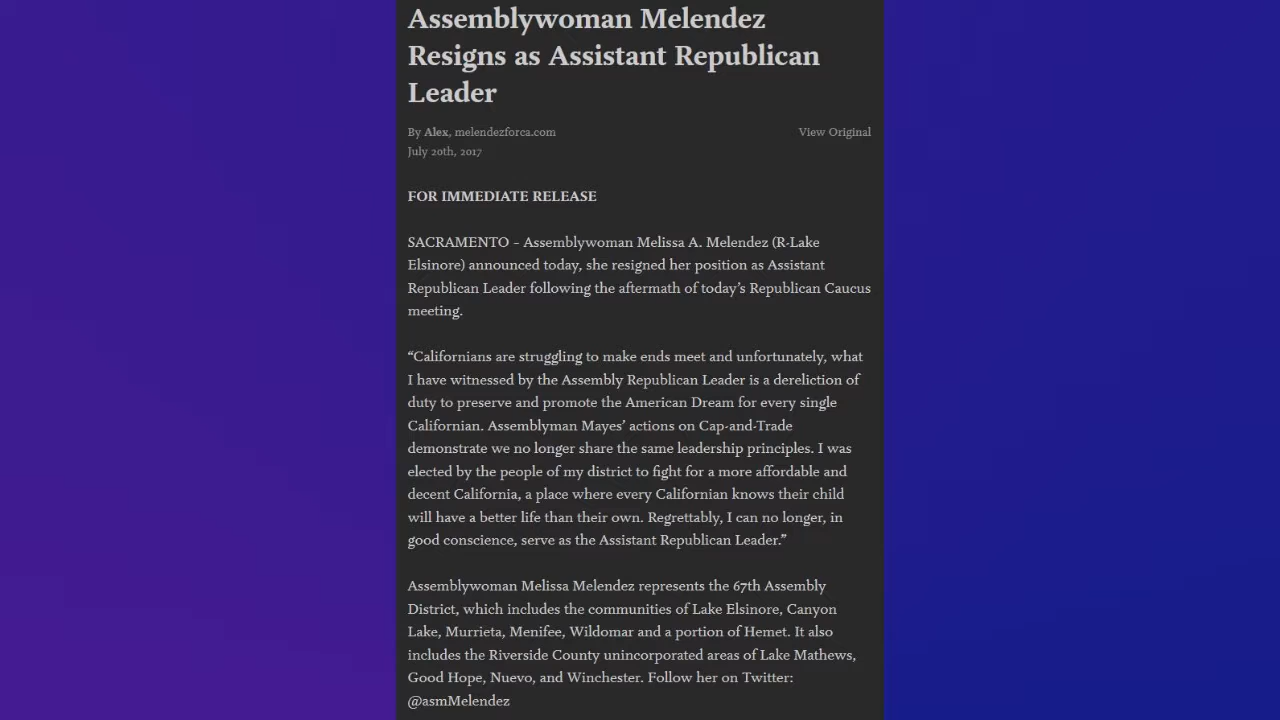 Assemblywoman Melendez
Resigns as Assistant Republican
Leader
By Alex, melendezforca.com
View Original
July 20th, 2017
FOR IMMEDIATE RELEASE
SACRAMENTO – Assemblywoman Melissa A. Melendez (R-Lake
Elsinore) announced today, she resigned her position as Assistant
Republican Leader following the aftermath of today’s Republican Caucus
meeting.
“Californians are struggling to make ends meet and unfortunately, what
I have witnessed by the Assembly Republican Leader is a dereliction of
duty to preserve and promote the American Dream for every single
Californian. Assemblyman Mayes’ actions on Cap-and-Trade
demonstrate we no longer share the same leadership principles. I was
elected by the people of my district to fight for a more affordable and
decent California, a place where every Californian knows their child
will have a better life than their own. Regrettably, I can no longer, in
good conscience, serve as the Assistant Republican Leader.”
Assemblywoman Melissa Melendez represents the 67th Assembly
District, which includes the communities of Lake Elsinore, Canyon
Lake, Murrieta, Menifee, Wildomar and a portion of Hemet. It also
includes the Riverside County unincorporated areas of Lake Mathews,
Good Hope, Nuevo, and Winchester. Follow her on Twitter:
@asmMelendez